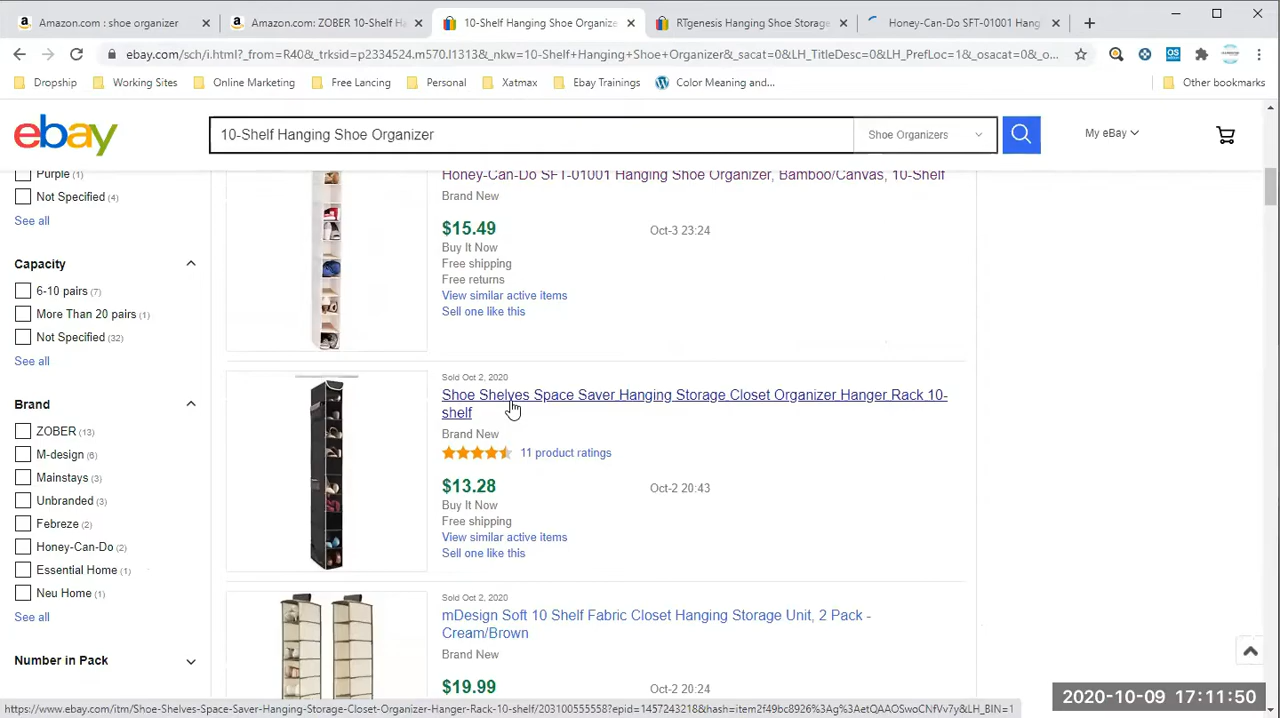 Amazon.com : shoe organizer
Amazon.com: ZOBER 10-Shelf Ha
10-Shelf Hanging Shoe Organize
RTgenesis Hanging Shoe Storage
Honey-Can-Do SFT-01001 Hang
ebay.com/sch/i.html?_from=R40&_trksid=p2334524.m570.l1313&_nkw=10-Shelf+Hanging+Shoe+Organizer&_sacat=0&LH_TitleDesc=0&LH_PrefLoc=1&_osacat=0&_o...
OS
Dropship
Working Sites
Online Marketing
Free Lancing
Personal
Xatmax
Ebay Trainings
Color Meaning and...
Other bookmarks
ebay
10-Shelf Hanging Shoe Organizer
Shoe Organizers
My eBay
Purple (1)
Not Specified (4)
See all
Capacity
6-10 pairs (7)
More Than 20 pairs (1)
Not Specified (32)
See all
Brand
ZOBER (13)
M-design (6)
Mainstays (3)
Unbranded (3)
Febreze (2)
Honey-Can-Do (2)
Essential Home (1)
Neu Home (1)
See all
Number in Pack
Honey-Can-Do SFT-01001 Hanging Shoe Organizer, Bamboo/Canvas, 10-Shelf
Brand New
$15.49
Oct-3 23:24
Buy It Now
Free shipping
Free returns
View similar active items
Sell one like this
Sold Oct 2, 2020
Shoe Shelves Space Saver Hanging Storage Closet Organizer Hanger Rack 10-
shelf
Brand New
11 product ratings
$13.28
Oct-2 20:43
Buy It Now
Free shipping
View similar active items
Sell one like this
Sold Oct 2, 2020
mDesign Soft 10 Shelf Fabric Closet Hanging Storage Unit, 2 Pack -
Cream/Brown
Brand New
$19.99
Oct-2 20:24
2020-10-09 17:11:50
https://www.ebay.com/itm/Shoe-Shelves-Space-Saver-Hanging-Storage-Closet-Organizer-Hanger-Rack-10-shelf/203100555558?epid=1457243218&hash=item2f49bc8926%3Ag%3AetQAAOSwCNfVv7y&LH_BIN=1